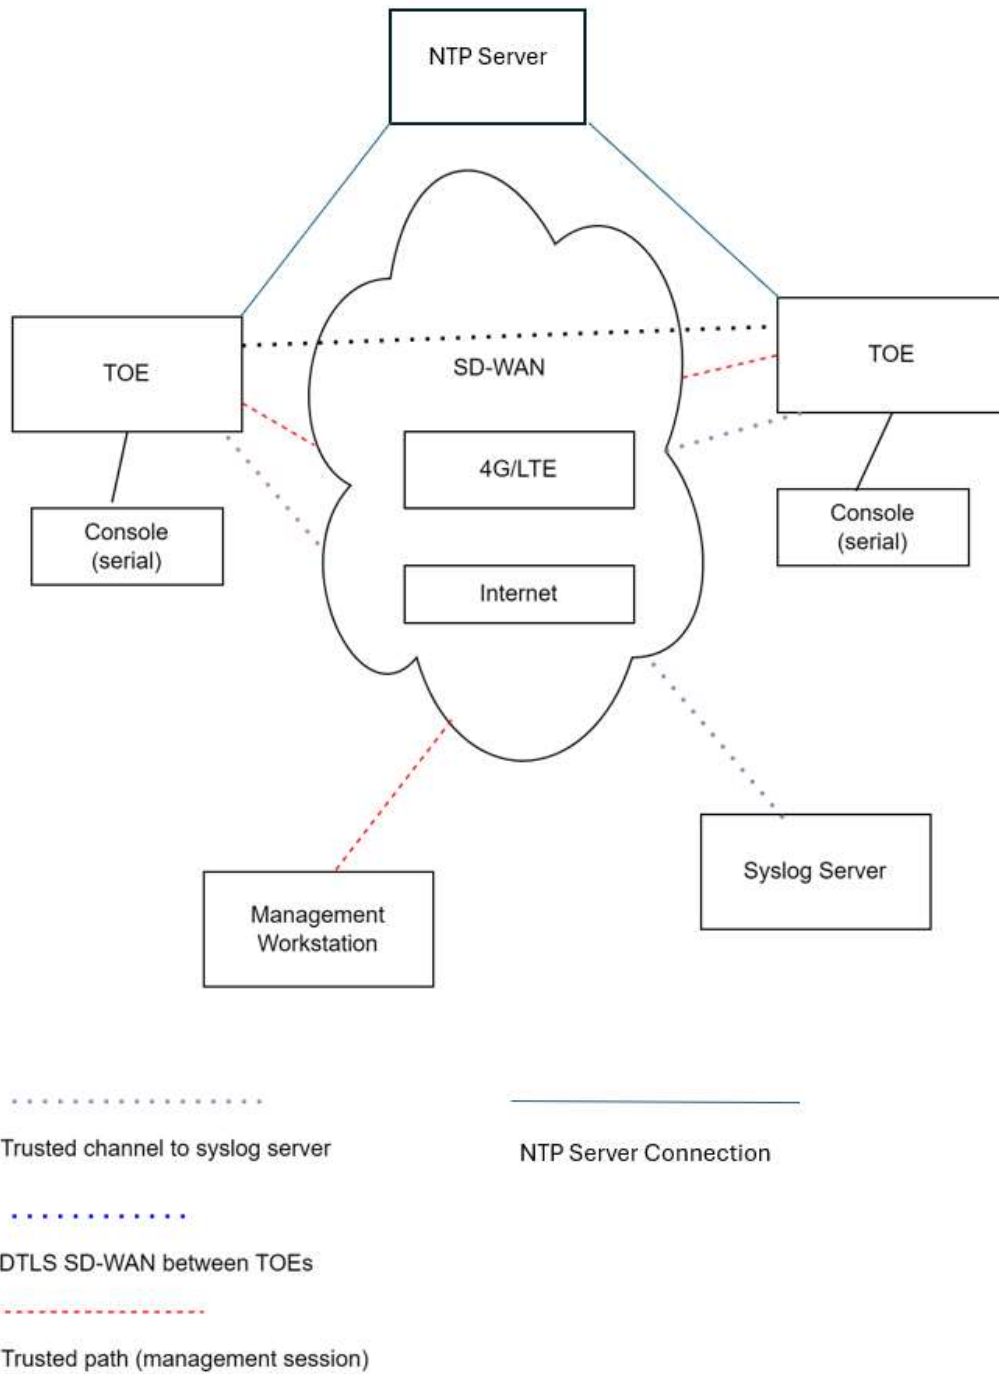 NTP Server
TOE
TOE
SD-WAN
4G/LTE
Console
(serial)
Console
(serial)
Internet
Syslog Server
Management
Workstation
Trusted channel to syslog server
NTP Server Connection
DTLS SD-WAN between TOEs
Trusted path (management session)